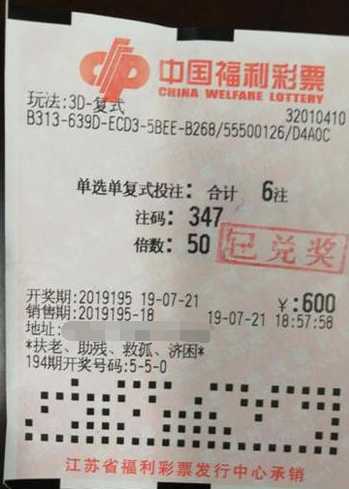 中国福利彩票
CHINA WELFARE LOTTERY
玩法:3D-复式
32010410
B313-639D-ECD3-5BEE-B268/55500126/D4A0C
单选单复式投注: 合计 6注
注码: 347
倍数: 50
已兑奖
开奖期:2019195 19-07-21
¥:600
销售期:2019195-18 19-07-21 18:57:58
地址:
*扶老、助残、救孤、济困*
194期开奖号码:5-5-0
江苏省福利彩票发行中心承销